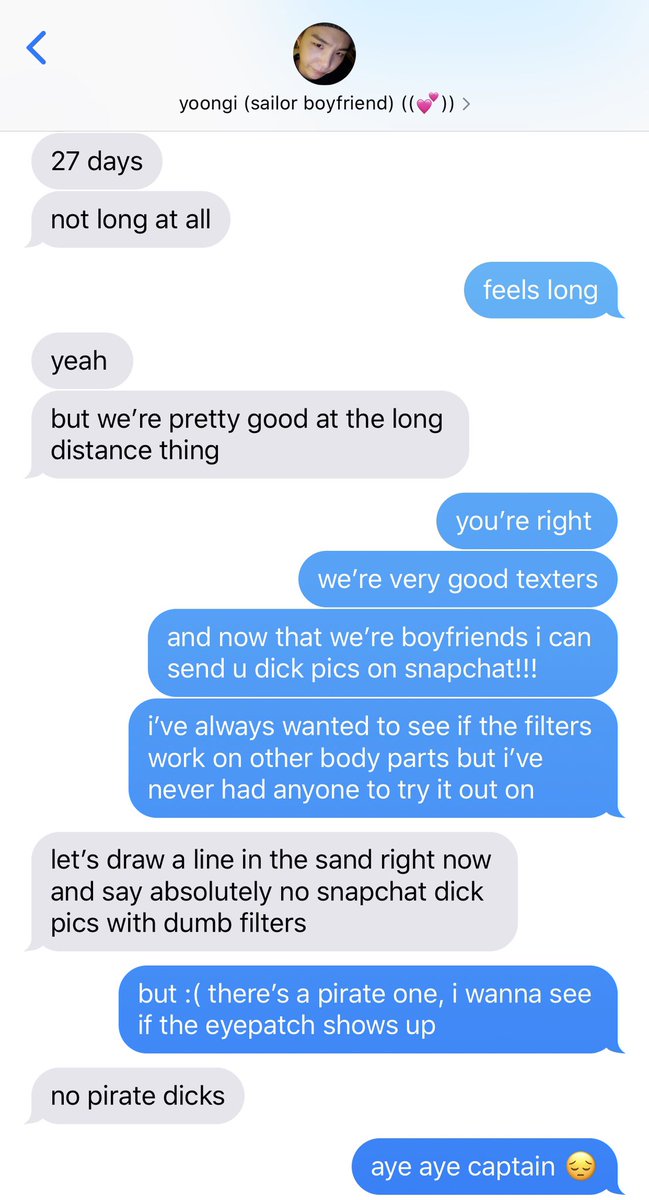 yoongi (sailor boyfriend) ((💕))
27 days
not long at all
feels long
yeah
but we’re pretty good at the long
distance thing
you’re right
we’re very good texters
and now that we’re boyfriends i can
send u dick pics on snapchat!!!
i’ve always wanted to see if the filters
work on other body parts but i’ve
never had anyone to try it out on
let’s draw a line in the sand right now
and say absolutely no snapchat dick
pics with dumb filters
but :( there’s a pirate one, i wanna see
if the eyepatch shows up
no pirate dicks
aye aye captain 😔